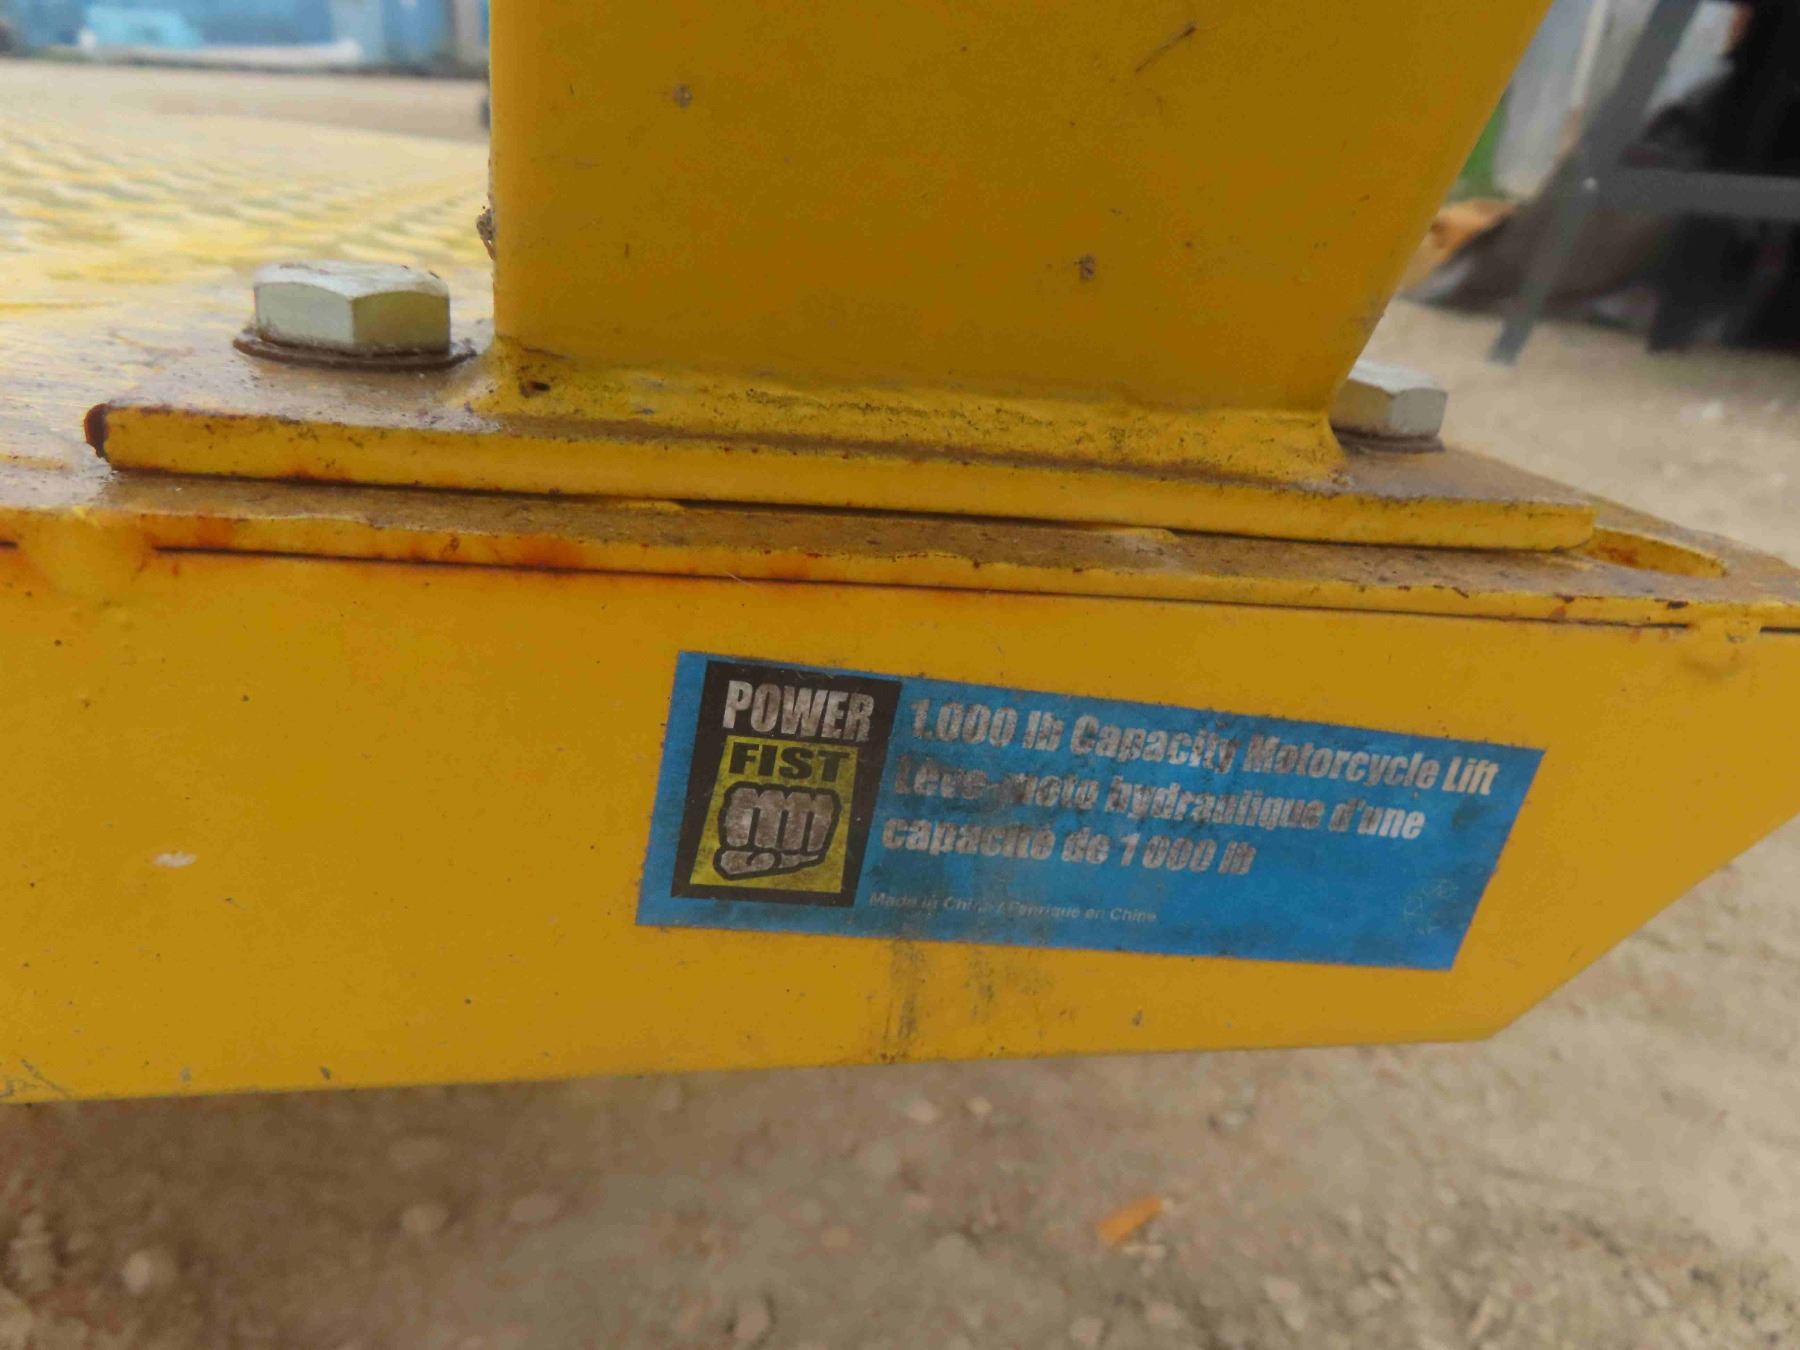 POWER
FIST
1,000 lb Capacity Motorcycle Lift
Lève-moto hydraulique d'une
capacité de 1 000 lb
Made in China / Fabriqué en Chine